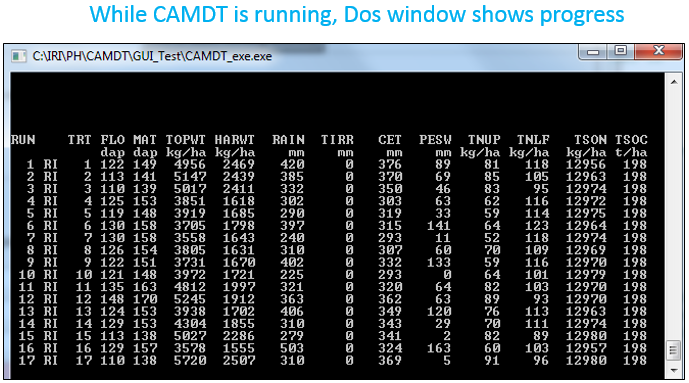 While CAMDT is running, Dos window shows progress
C:\IRI\PH\CAMDT\GUI_Test\CAMDT_exe.exe
RUN TRT FLO MAT TOPWT HARWT RAIN TIRR CET PESW TNUP TNLF TSON TSOC
dap dap kg/ha kg/ha mm mm mm mm kg/ha kg/ha kg/ha t/ha
1 RI 1 122 149 4956 2469 420 0 376 89 81 118 12956 198
2 RI 2 113 141 5147 2439 385 0 370 69 85 105 12963 198
3 RI 3 110 139 5017 2411 332 0 350 46 83 95 12974 198
4 RI 4 125 153 3851 1618 302 0 303 63 62 116 12972 198
5 RI 5 119 148 3919 1685 290 0 319 33 59 114 12975 198
6 RI 6 130 158 3705 1798 397 0 315 141 64 123 12964 198
7 RI 7 130 158 3558 1643 240 0 293 11 52 118 12974 198
8 RI 8 126 154 3805 1631 310 0 307 60 70 109 12969 198
9 RI 9 122 151 3731 1670 402 0 332 133 59 116 12970 198
10 RI 10 121 148 3972 1721 225 0 293 0 64 101 12979 198
11 RI 11 135 163 4812 1997 321 0 320 64 82 103 12970 198
12 RI 12 148 170 5245 1912 363 0 362 63 89 93 12970 198
13 RI 13 124 153 3938 1702 406 0 349 120 76 113 12963 198
14 RI 14 129 153 4304 1855 310 0 343 29 70 111 12974 198
15 RI 15 113 138 5027 2286 279 0 341 2 82 89 12980 198
16 RI 16 129 157 3578 1555 503 0 324 163 60 103 12957 198
17 RI 17 110 138 5720 2507 310 0 369 5 91 96 12980 198